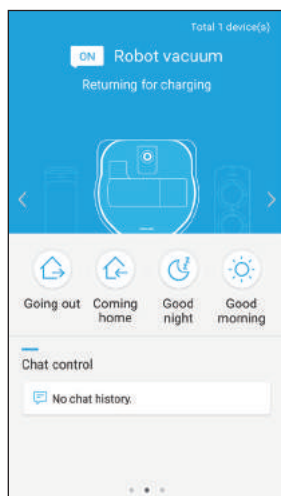 Total 1 device(s)
ON Robot vacuum
Returning for charging
Going out
Coming home
Good night
Good morning
Chat control
No chat history.